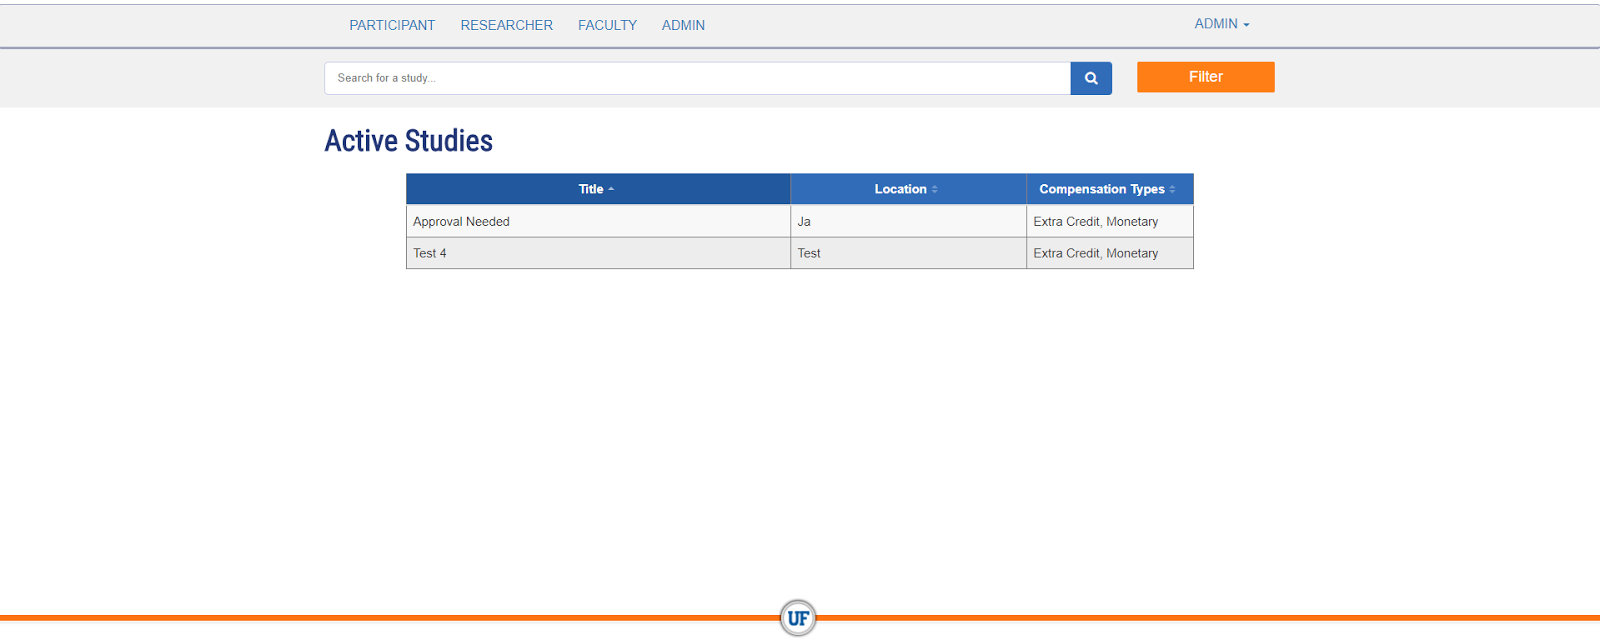 PARTICIPANT RESEARCHER FACULTY ADMIN ADMIN
Search for a study... Filter
Active Studies
Title Location Compensation Types
Approval Needed Ja Extra Credit, Monetary
Test 4 Test Extra Credit, Monetary
UF